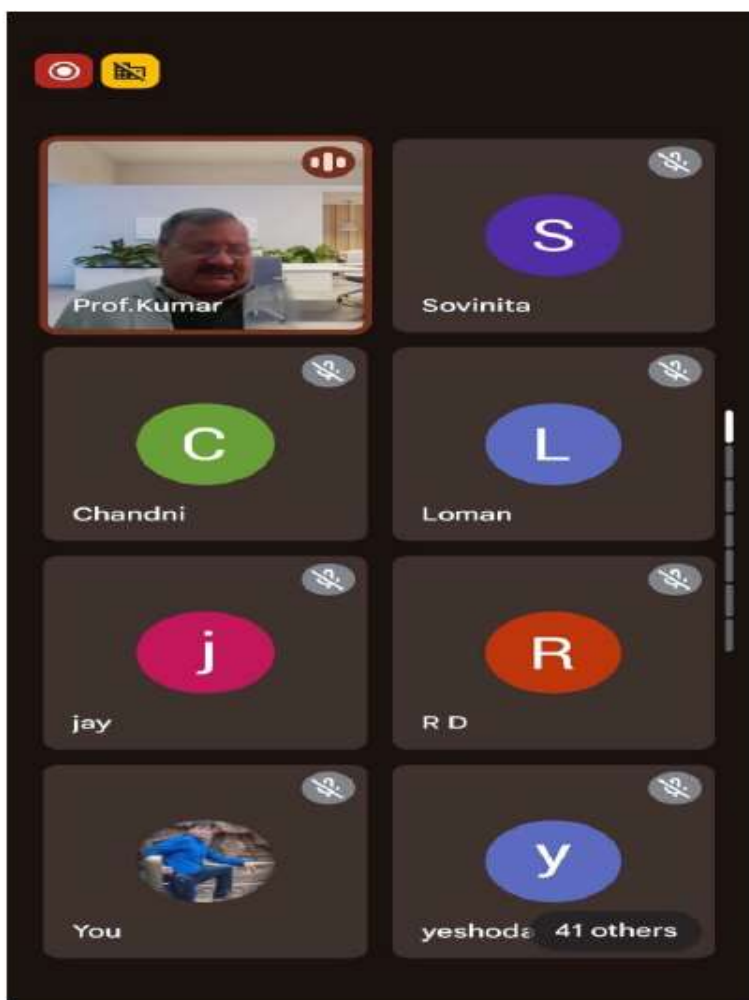 Prof.Kumar
S
Sovinita
C
Chandni
L
Loman
j
jay
R
R D
You
y
yeshoda
41 others